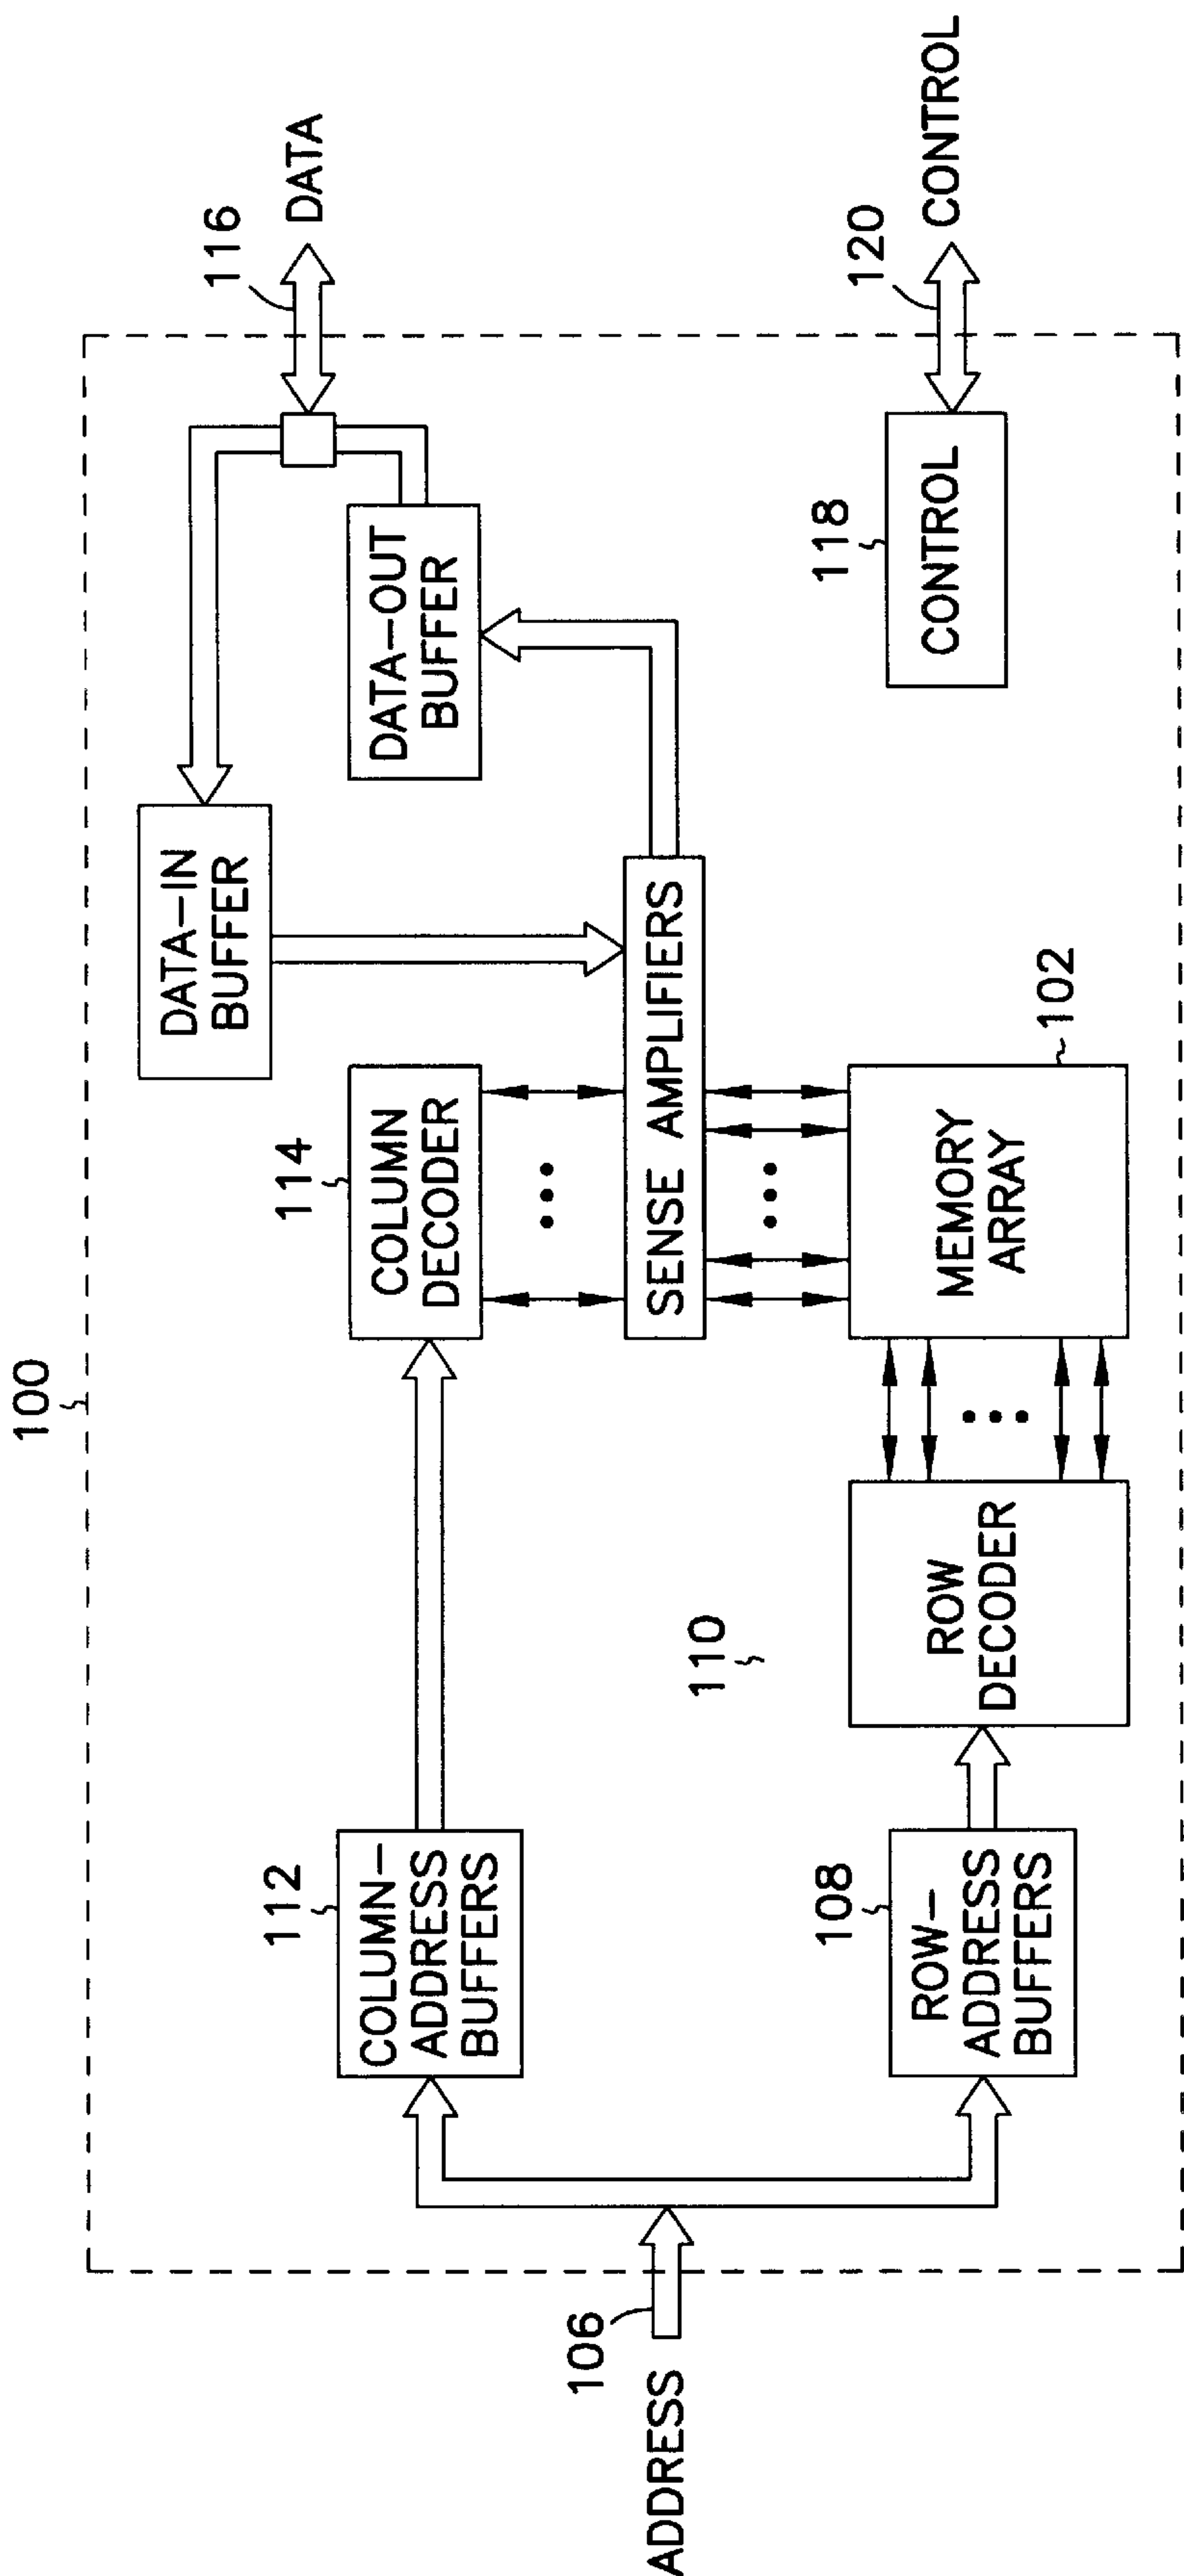 100
116
DATA
DATA-IN
BUFFER
114
COLUMN
DECODER
DATA-OUT
BUFFER
112
COLUMN-
ADDRESS
BUFFERS
106
ADDRESS
SENSE AMPLIFIERS
110
120
CONTROL
118
CONTROL
108
ROW-
ADDRESS
BUFFERS
ROW
DECODER
MEMORY
ARRAY
102